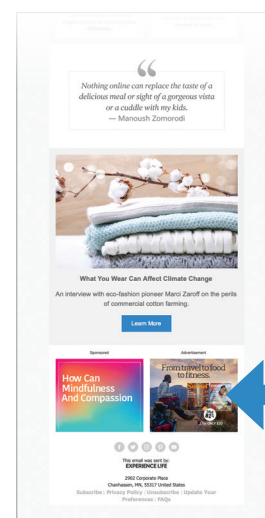 “
Nothing online can replace the taste of a
delicious meal or sight of a gorgeous vista
or a cuddle with my kids.
— Manoush Zomorodi
What You Wear Can Affect Climate Change
An interview with eco-fashion pioneer Marci Zaroff on the perils
of commercial cotton farming.
Learn More
Sponsored
Advertisement
How Can
Mindfulness
And Compassion
From travel to food
to fitness.
This email was sent by:
EXPERIENCE LIFE
2902 Corporate Place
Chanhassen, MN, 55317 United States
Subscribe | Privacy Policy | Unsubscribe | Update Your
Preferences | FAQs